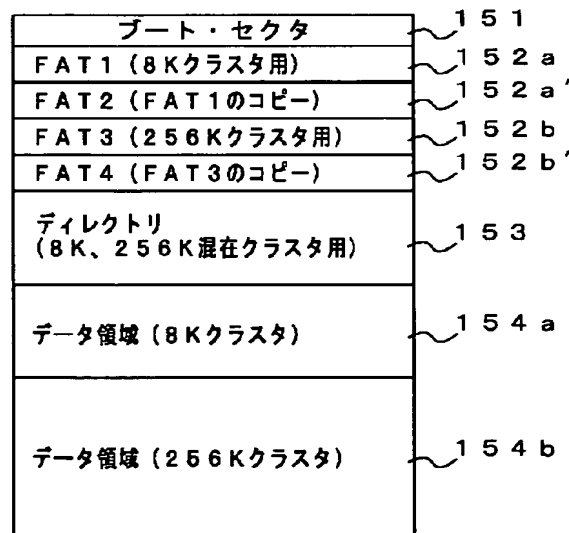 ブート・セクタ 151
FAT1(8Kクラスタ用) 152a
FAT2(FAT1のコピー) 152a'
FAT3(256Kクラスタ用) 152b
FAT4(FAT3のコピー) 152b'
ディレクトリ
(8K、256K混在クラスタ用) 153
データ領域(8Kクラスタ) 154a
データ領域(256Kクラスタ) 154b